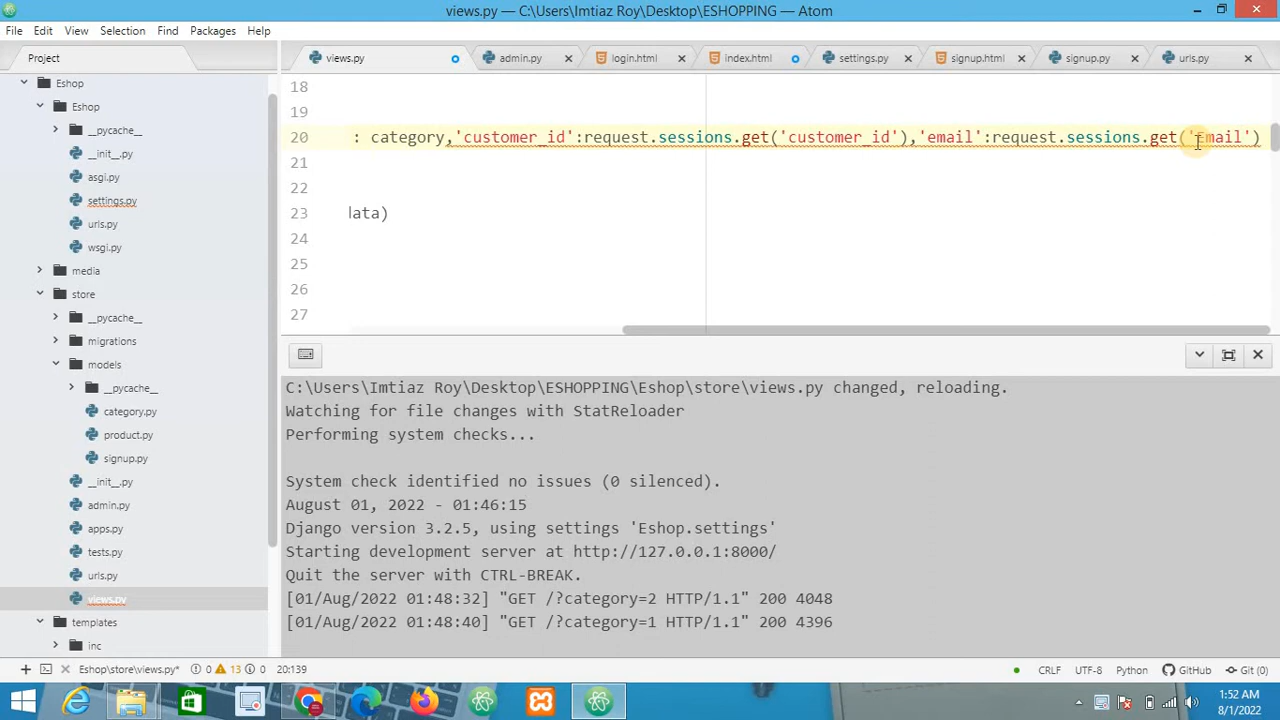 views.py — C:\Users\Imtiaz Roy\Desktop\ESHOPPING — Atom
File Edit View Selection Find Packages Help
Project
views.py admin.py login.html index.html settings.py signup.html signup.py urls.py
Eshop
Eshop
__pycache__
__init__.py
asgi.py
settings.py
urls.py
wsgi.py
media
store
__pycache__
migrations
models
__pycache__
category.py
product.py
signup.py
__init__.py
admin.py
apps.py
tests.py
urls.py
views.py
templates
inc
18
19
20 : category,'customer_id':request.sessions.get('customer_id'),'email':request.sessions.get('email')
21
22
23 lata)
24
25
26
27
C:\Users\Imtiaz Roy\Desktop\ESHOPPING\Eshop\store\views.py changed, reloading.
Watching for file changes with StatReloader
Performing system checks...
System check identified no issues (0 silenced).
August 01, 2022 - 01:46:15
Django version 3.2.5, using settings 'Eshop.settings'
Starting development server at http://127.0.0.1:8000/
Quit the server with CTRL-BREAK.
[01/Aug/2022 01:48:32] "GET /?category=2 HTTP/1.1" 200 4048
[01/Aug/2022 01:48:40] "GET /?category=1 HTTP/1.1" 200 4396
Eshop\store\views.py* 0 13 0 20:139 CRLF UTF-8 Python GitHub Git (0)
1:52 AM
8/1/2022